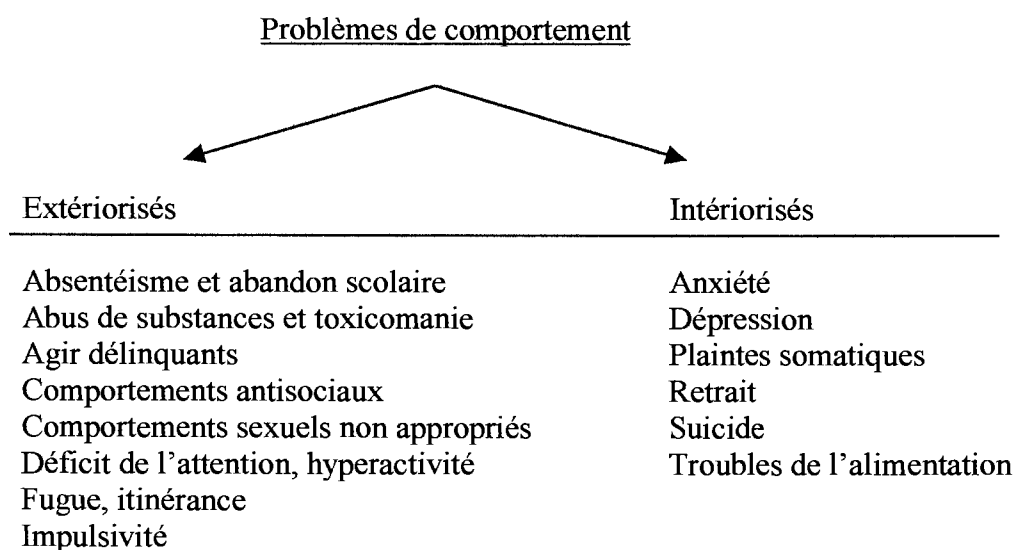 Problèmes de comportement
Extériorisés
Intériorisés
Absentéisme et abandon scolaire
Abus de substances et toxicomanie
Agir délinquants
Comportements antisociaux
Comportements sexuels non appropriés
Déficit de l'attention, hyperactivité
Fugue, itinérance
Impulsivité
Anxiété
Dépression
Plaintes somatiques
Retrait
Suicide
Troubles de l'alimentation